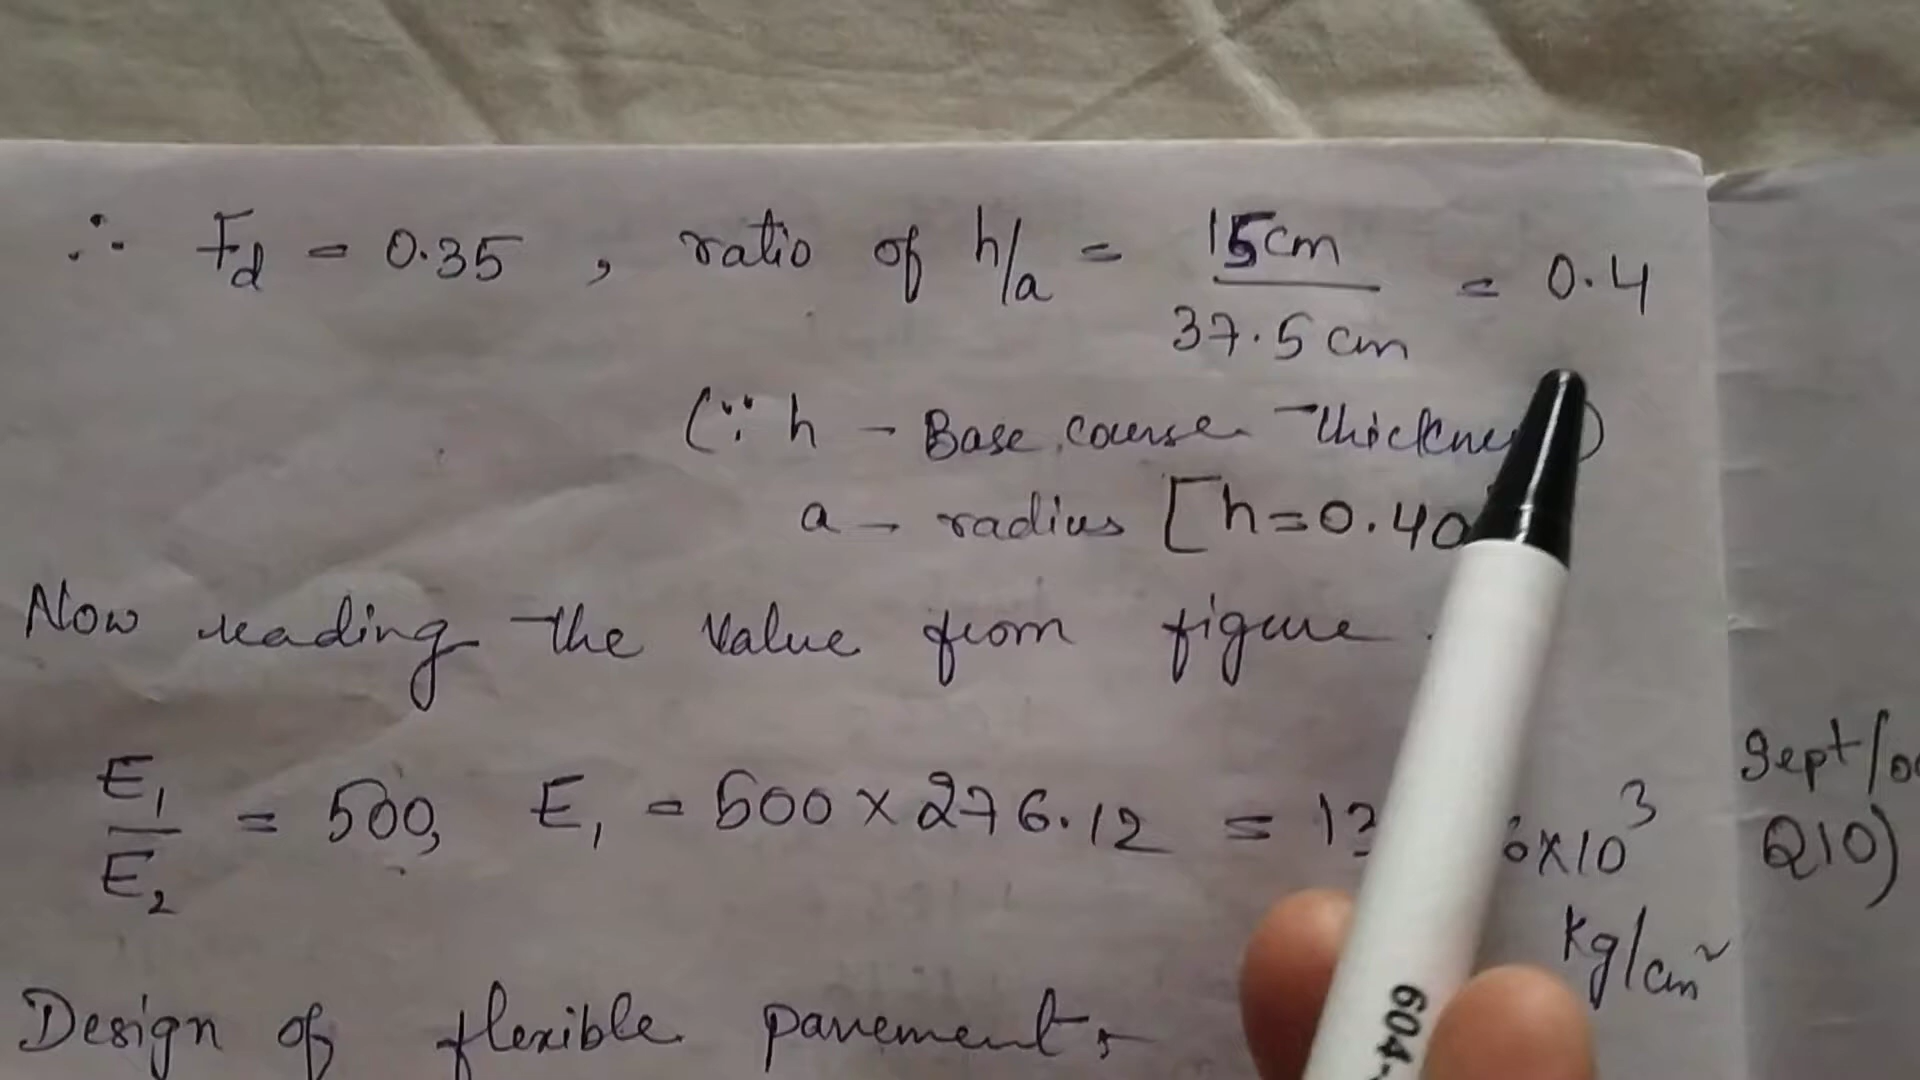 ∴ Fd = 0.35 , ratio of h/a = 15cm / 37.5 cm = 0.4
(∵ h - Base course
a - radius [h=0.40
Now reading the value from figure.
E1/E2 = 500, E1 = 500 × 276.12 = 13 6×10³
kg/cm²
Sept/
Q10)
Design of flexible pavement
604-